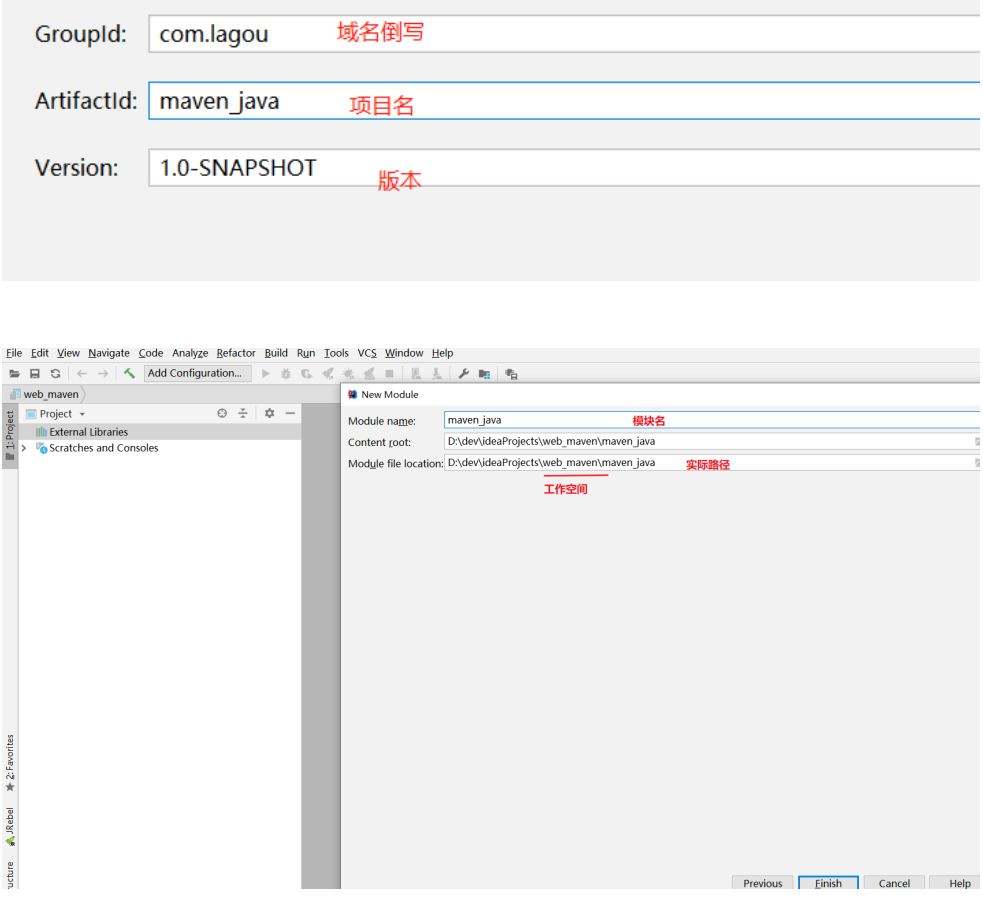 GroupId: com.lagou 域名倒写
ArtifactId: maven_java 项目名
Version: 1.0-SNAPSHOT 版本
File Edit View Navigate Code Analyze Refactor Build Run Tools VCS Window Help
Add Configuration...
web_maven
New Module
1: Project
Project
External Libraries
Scratches and Consoles
Module name: maven_java 模块名
Content root: D:\dev\ideaProjects\web_maven\maven_java
Module file location: D:\dev\ideaProjects\web_maven\maven_java 实际路径
工作空间
2: Favorites
JRebel
ucture
Previous Finish Cancel Help